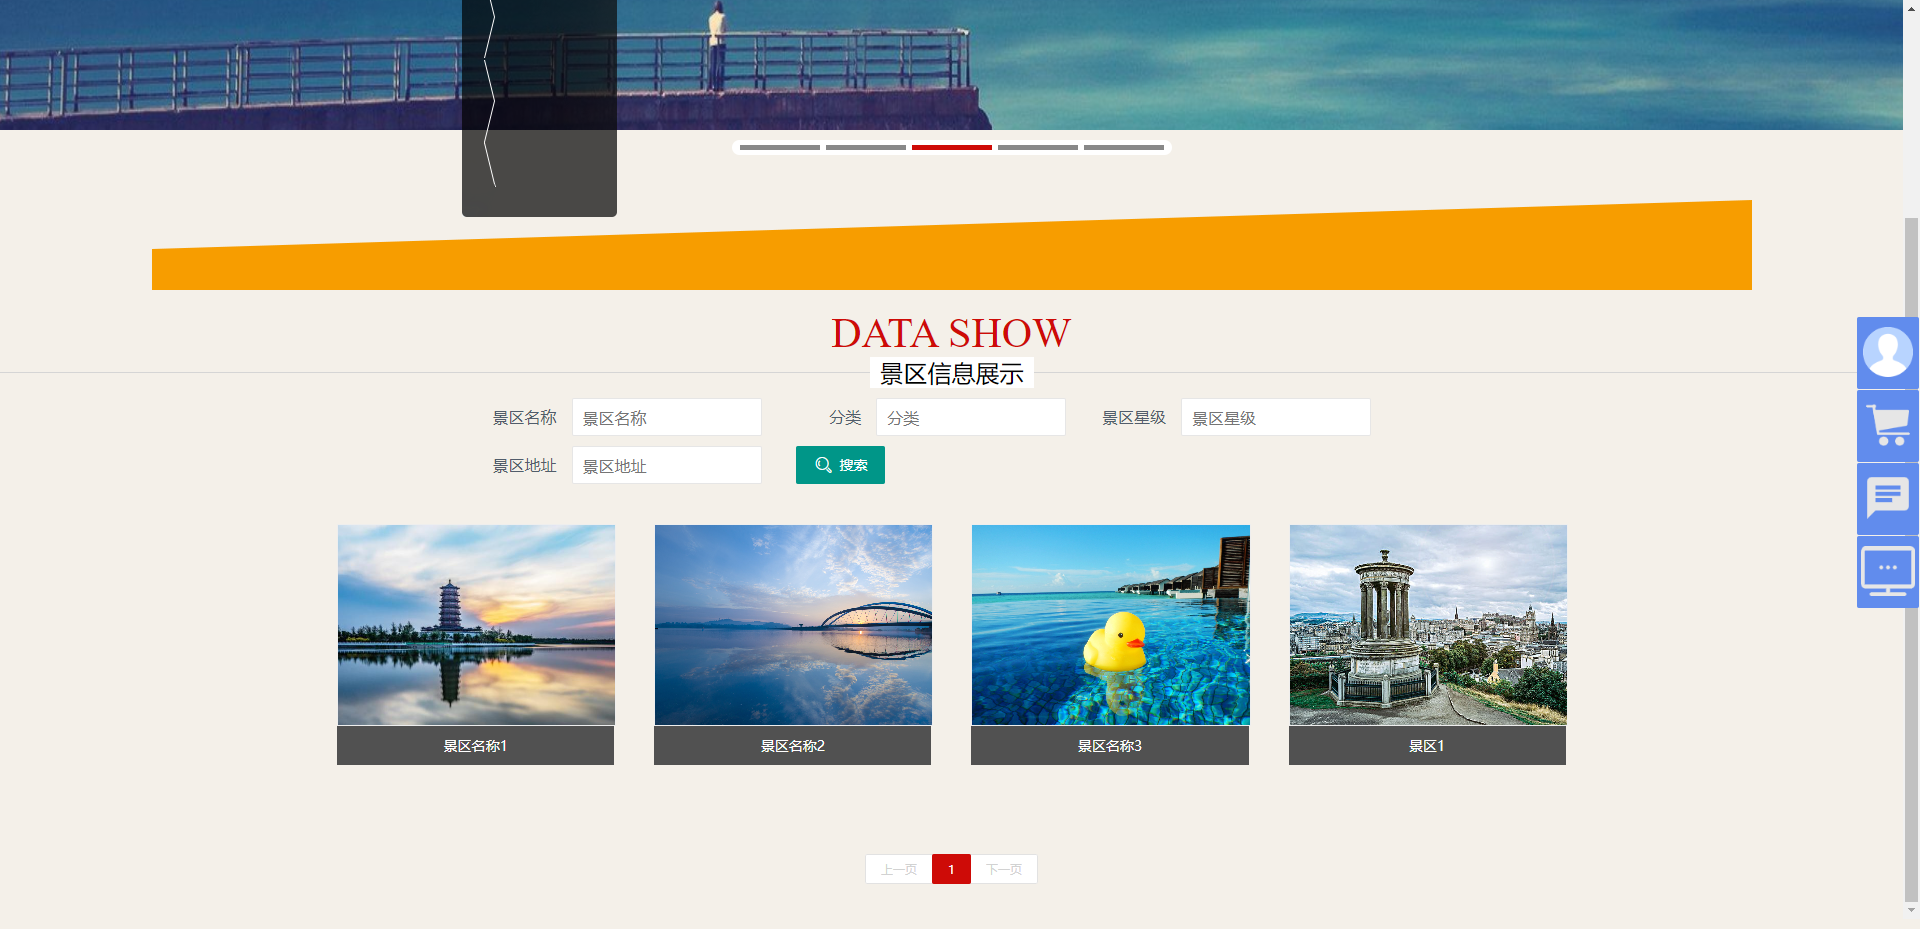 DATA SHOW
景区信息展示
景区名称 景区名称 分类 分类 景区星级 景区星级
景区地址 景区地址 搜索
景区名称1 景区名称2 景区名称3 景区1
上一页 1 下一页